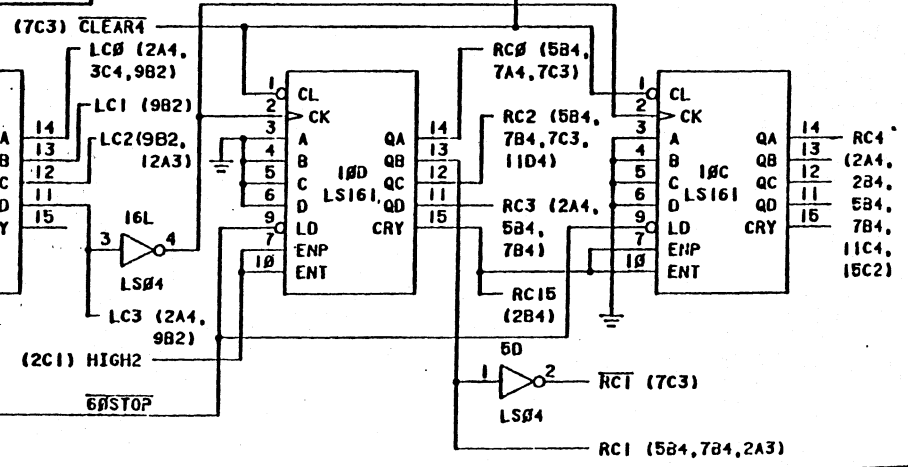 (7C3) CLEAR4
LCØ (2A4,
3C4,9B2)
LC1 (9B2)
LC2(9B2,
12A3)
A
B
C
D
Y
14
13
12
11
15
16L
3
4
LSØ4
LC3 (2A4,
9B2)
(2C1) HIGH2
6ØSTOP
1
2
3
4
5
6
9
7
1Ø
CL
CK
A
B
C
D
LD
ENP
ENT
1ØD
LS161
QA
QB
QC
QD
CRY
14
13
12
11
15
RCØ (5B4,
7A4,7C3)
RC2 (5B4,
7B4,7C3,
11D4)
RC3 (2A4,
5B4,
7B4)
RC15
(2B4)
1
2
3
4
5
6
9
7
1Ø
CL
CK
A
B
C
D
LD
ENP
ENT
1ØC
LS161
QA
QB
QC
QD
CRY
14
13
12
11
15
RC4
(2A4,
2B4,
5B4,
7B4,
11C4,
15C2)
5D
1
2
LSØ4
RC1 (7C3)
RC1 (5B4,7B4,2A3)